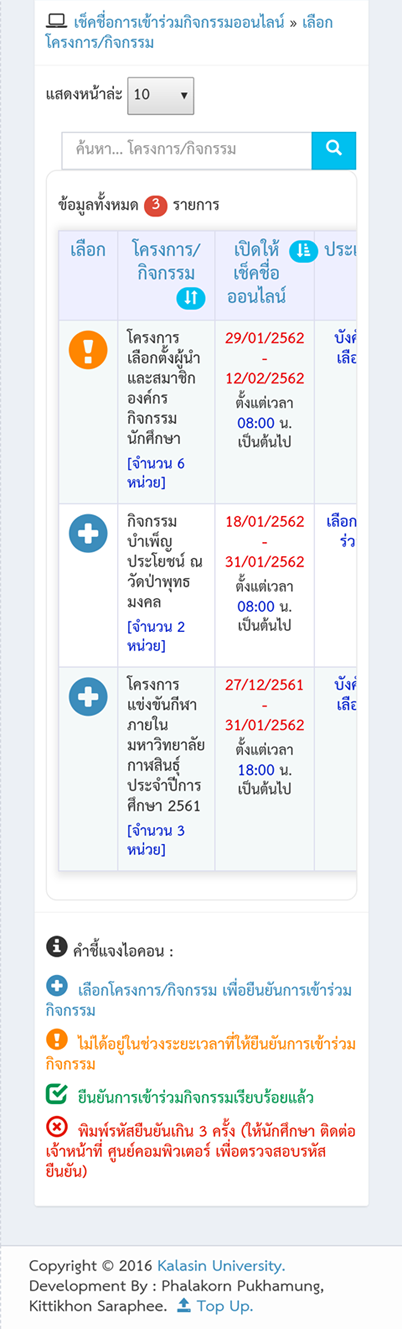 เช็คชื่อการเข้าร่วมกิจกรรมออนไลน์ » เลือก
โครงการ/กิจกรรม
แสดงหน้าล่ะ 10
ค้นหา... โครงการ/กิจกรรม
ข้อมูลทั้งหมด 3 รายการ
เลือก
โครงการ/
กิจกรรม
เปิดให้
เช็คชื่อ
ออนไลน์
โครงการ
เลือกตั้งผู้นำ
และสมาชิก
องค์กร
กิจกรรม
นักศึกษา
[จำนวน 6
หน่วย]
29/01/2562
-
12/02/2562
ตั้งแต่เวลา
08:00 น.
เป็นต้นไป
กิจกรรม
บำเพ็ญ
ประโยชน์ ณ
วัดป่าพุทธ
มงคล
[จำนวน 2
หน่วย]
18/01/2562
-
31/01/2562
ตั้งแต่เวลา
08:00 น.
เป็นต้นไป
เลือก
โครงการ
แข่งขันกีฬา
ภายใน
มหาวิทยาลัย
กาฬสินธุ์
ประจำปีการ
ศึกษา 2561
[จำนวน 3
หน่วย]
27/12/2561
-
31/01/2562
ตั้งแต่เวลา
18:00 น.
เป็นต้นไป
คำชี้แจงไอคอน :
เลือกโครงการ/กิจกรรม เพื่อยืนยันการเข้าร่วม
กิจกรรม
ไม่ได้อยู่ในช่วงระยะเวลาที่ให้ยืนยันการเข้าร่วม
กิจกรรม
ยืนยันการเข้าร่วมกิจกรรมเรียบร้อยแล้ว
พิมพ์รหัสยืนยันเกิน 3 ครั้ง (ให้นักศึกษา ติดต่อ
เจ้าหน้าที่ ศูนย์คอมพิวเตอร์ เพื่อตรวจสอบรหัส
ยืนยัน)
Copyright © 2016 Kalasin University.
Development By : Phalakorn Pukhamung,
Kittikhon Saraphee. Top Up.